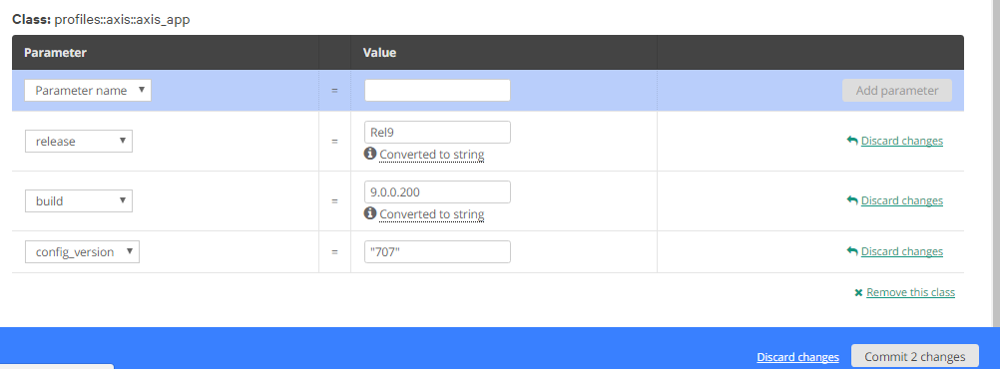 Class: profiles::axis::axis_app
Parameter Value
Parameter name = Add parameter
release = Rel9 Discard changes
Converted to string
build = 9.0.0.200 Discard changes
Converted to string
config_version = "707" Discard changes
Remove this class
Discard changes Commit 2 changes